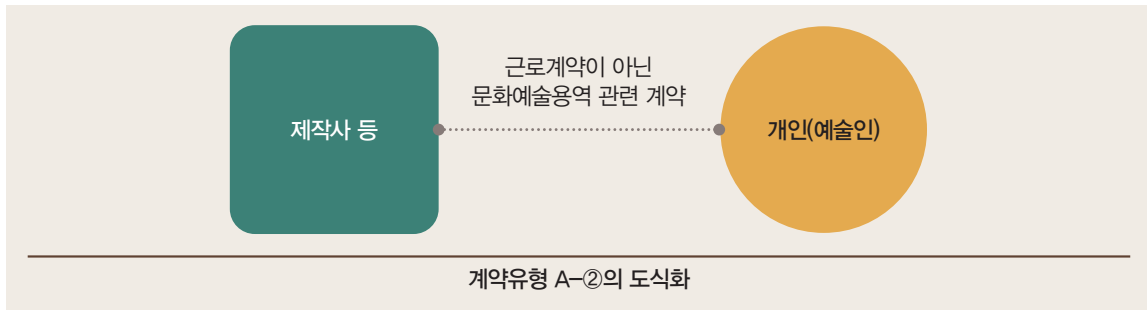 근로계약이 아닌
문화예술용역 관련 계약
제작사 등
개인(예술인)
계약유형 A-②의 도식화